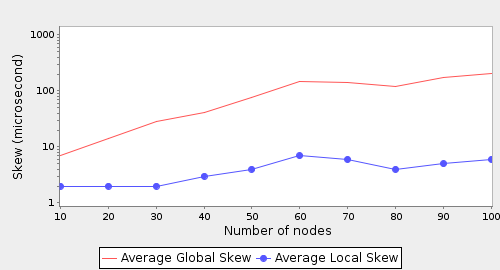 1000
100
10
1
Skew (microsecond)
10 20 30 40 50 60 70 80 90 100
Number of nodes
Average Global Skew Average Local Skew